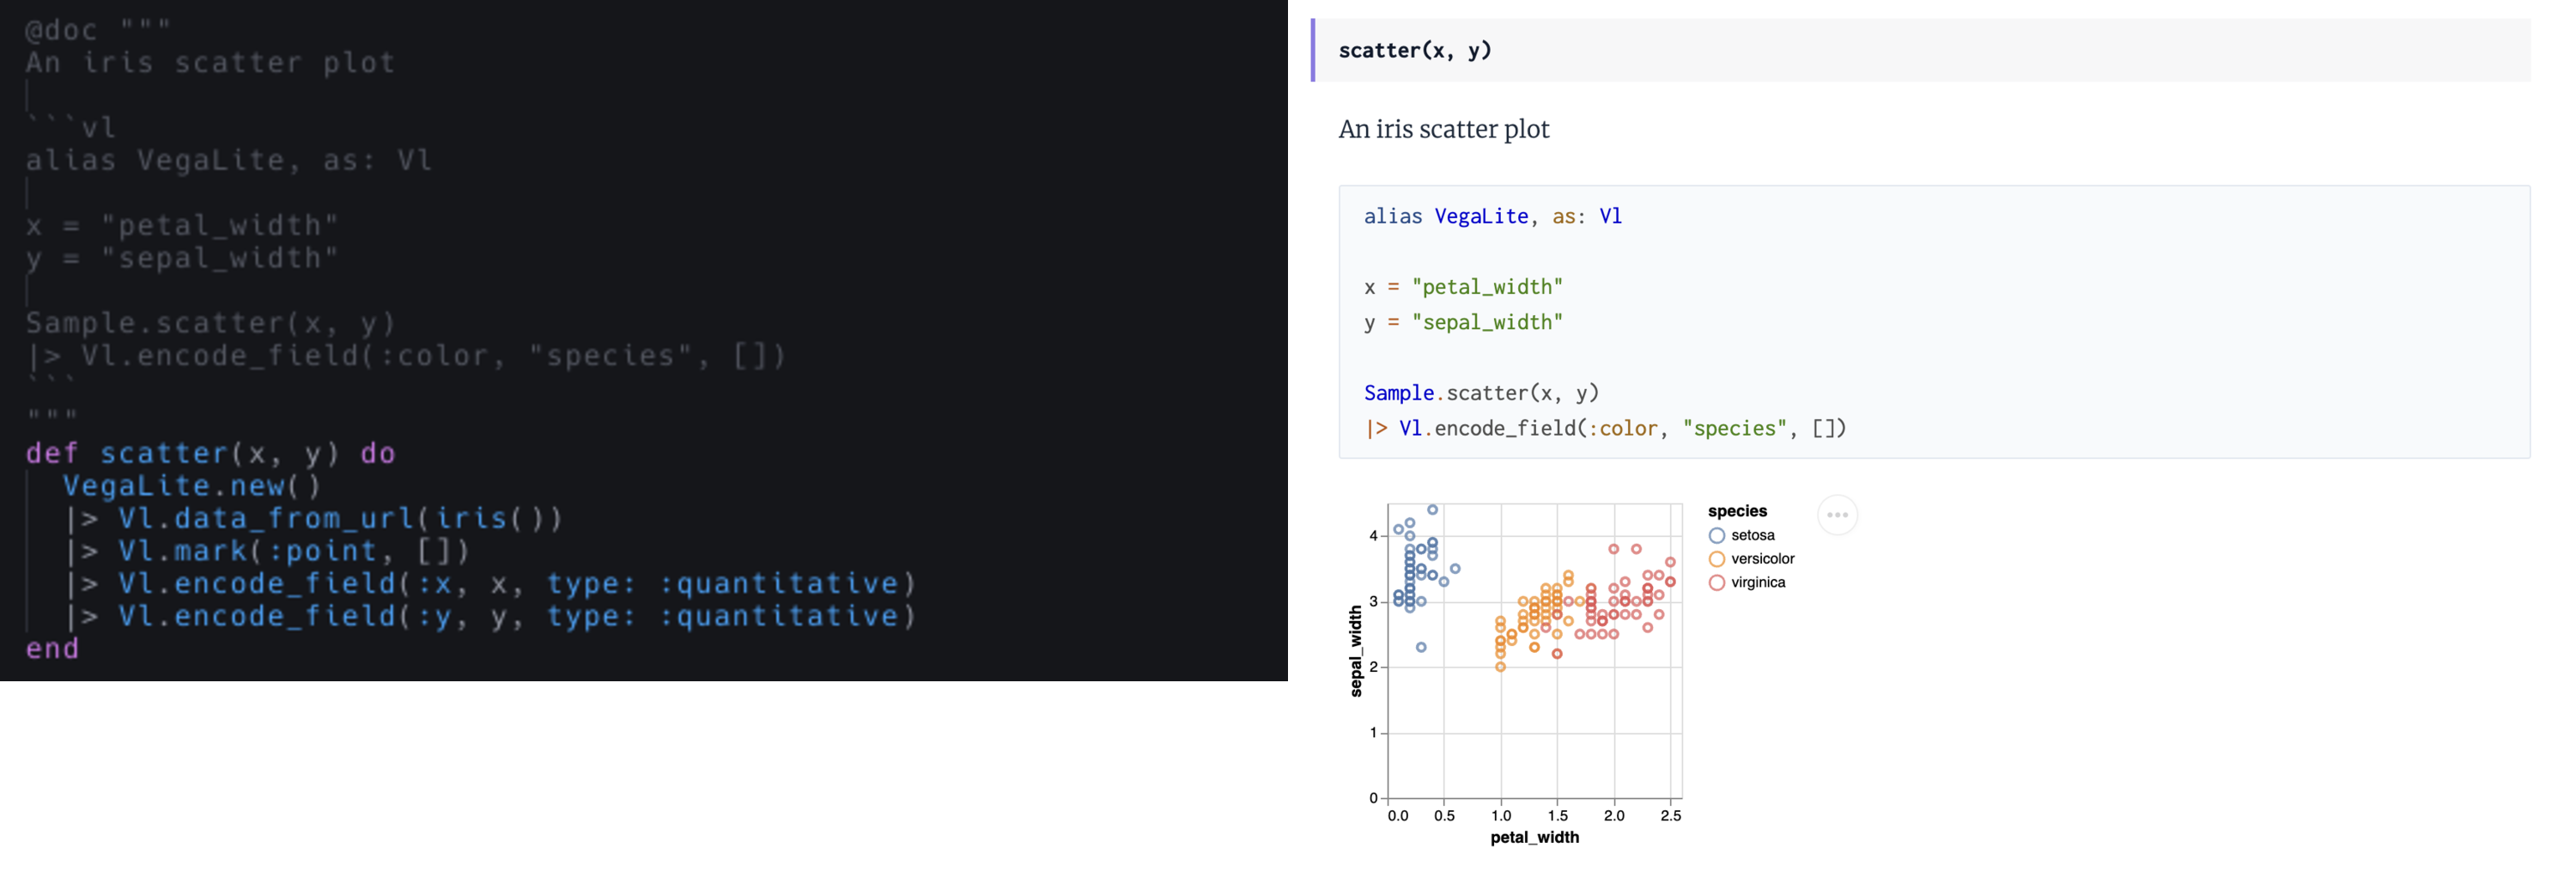 @doc """
An iris scatter plot
```vl
alias VegaLite, as: Vl
x = "petal_width"
y = "sepal_width"
Sample.scatter(x, y)
|> Vl.encode_field(:color, "species", [])
```
"""
def scatter(x, y) do
VegaLite.new()
|> Vl.data_from_url(iris())
|> Vl.mark(:point, [])
|> Vl.encode_field(:x, x, type: :quantitative)
|> Vl.encode_field(:y, y, type: :quantitative)
end
scatter(x, y)
An iris scatter plot
alias VegaLite, as: Vl
x = "petal_width"
y = "sepal_width"
Sample.scatter(x, y)
|> Vl.encode_field(:color, "species", [])
sepal_width
4
3
2
1
0
0.0 0.5 1.0 1.5 2.0 2.5
petal_width
species
setosa
versicolor
virginica